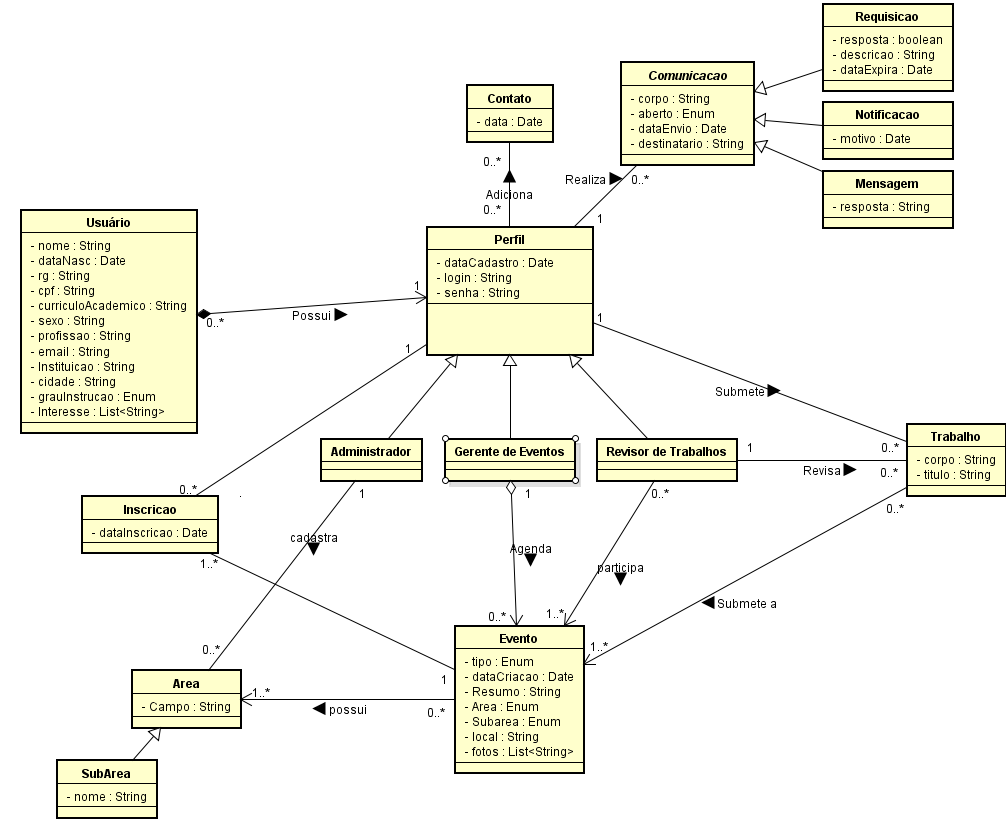 Requisicao
- resposta : boolean
- descricao : String
- dataExpira : Date
Comunicacao
- corpo : String
- aberto : Enum
- dataEnvio : Date
- destinatario : String
Notificacao
- motivo : Date
Mensagem
- resposta : String
Contato
- data : Date
0..*
Adiciona
0..*
Realiza
0..*
1
Usuário
- nome : String
- dataNasc : Date
- rg : String
- cpf : String
- curriculoAcademico : String
- sexo : String
- profissao : String
- email : String
- Instituicao : String
- cidade : String
- grauInstrucao : Enum
- Interesse : List<String>
Perfil
- dataCadastro : Date
- login : String
- senha : String
0..*
Possui
1
1
1
Submete
0..*
Administrador
Gerente de Eventos
Revisor de Trabalhos
1
Revisa
0..*
Trabalho
- corpo : String
- titulo : String
0..*
0..*
Inscricao
- dataInscricao : Date
1..*
1
cadastra
0..*
1
Agenda
0..*
0..*
participa
1..*
Submete a
1..*
Evento
- tipo : Enum
- dataCriacao : Date
- Resumo : String
- Area : Enum
- Subarea : Enum
- local : String
- fotos : List<String>
1
0..*
possui
1..*
Area
- Campo : String
SubArea
- nome : String